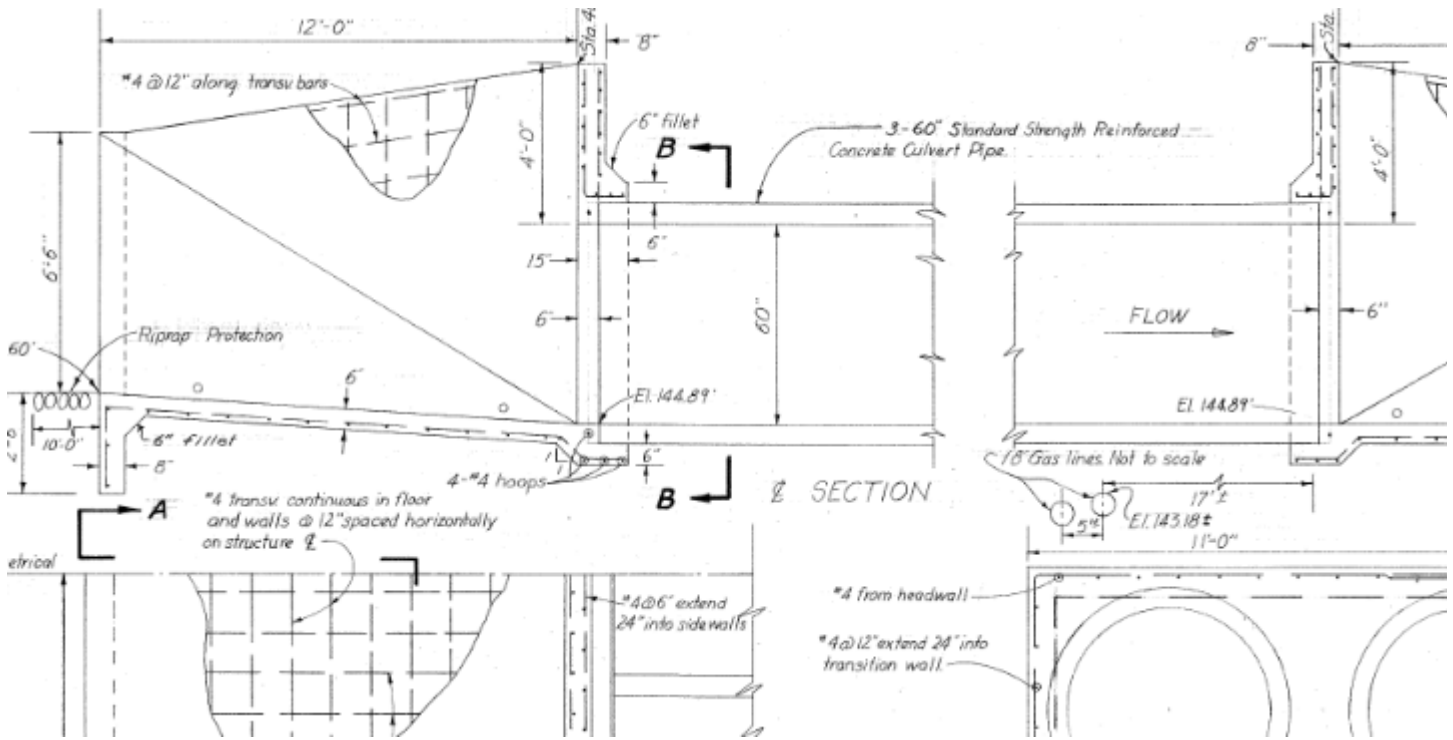 12'-0"
Sta. 4
8"
8"
Sta.
#4 @ 12" along transv. bars
6" fillet
B
3-60" Standard Strength Reinforced
Concrete Culvert Pipe
4'-0"
4'-0"
6'-6"
6"
15"
60"
6"
FLOW
6"
Riprap Protection
60'
6"
El. 144.89'
El. 144.89'
10'-0"
6" fillet
8"
1
1
6"
4-#4 hoops
B
℄ SECTION
18" Gas lines. Not to scale
17'±
5'±
El. 143.18±
11'-0"
A
#4 transv. continuous in floor
and walls @ 12" spaced horizontally
on structure ℄
etrical
#4 @ 6" extend
24" into sidewalls
#4 from headwall
#4 @ 12" extend 24" into
transition wall.